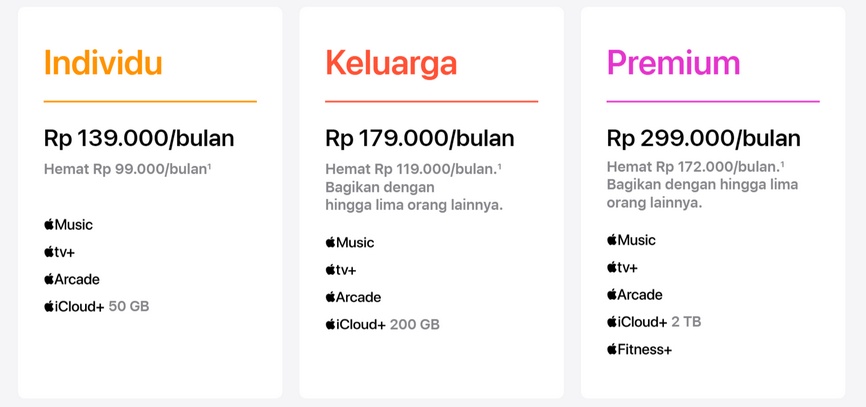 Individu
Rp 139.000/bulan
Hemat Rp 99.000/bulan¹
Music
tv+
Arcade
iCloud+ 50 GB
Keluarga
Rp 179.000/bulan
Hemat Rp 119.000/bulan.¹
Bagikan dengan
hingga lima orang lainnya.
Music
tv+
Arcade
iCloud+ 200 GB
Premium
Rp 299.000/bulan
Hemat Rp 172.000/bulan.¹
Bagikan dengan hingga lima
orang lainnya.
Music
tv+
Arcade
iCloud+ 2 TB
Fitness+